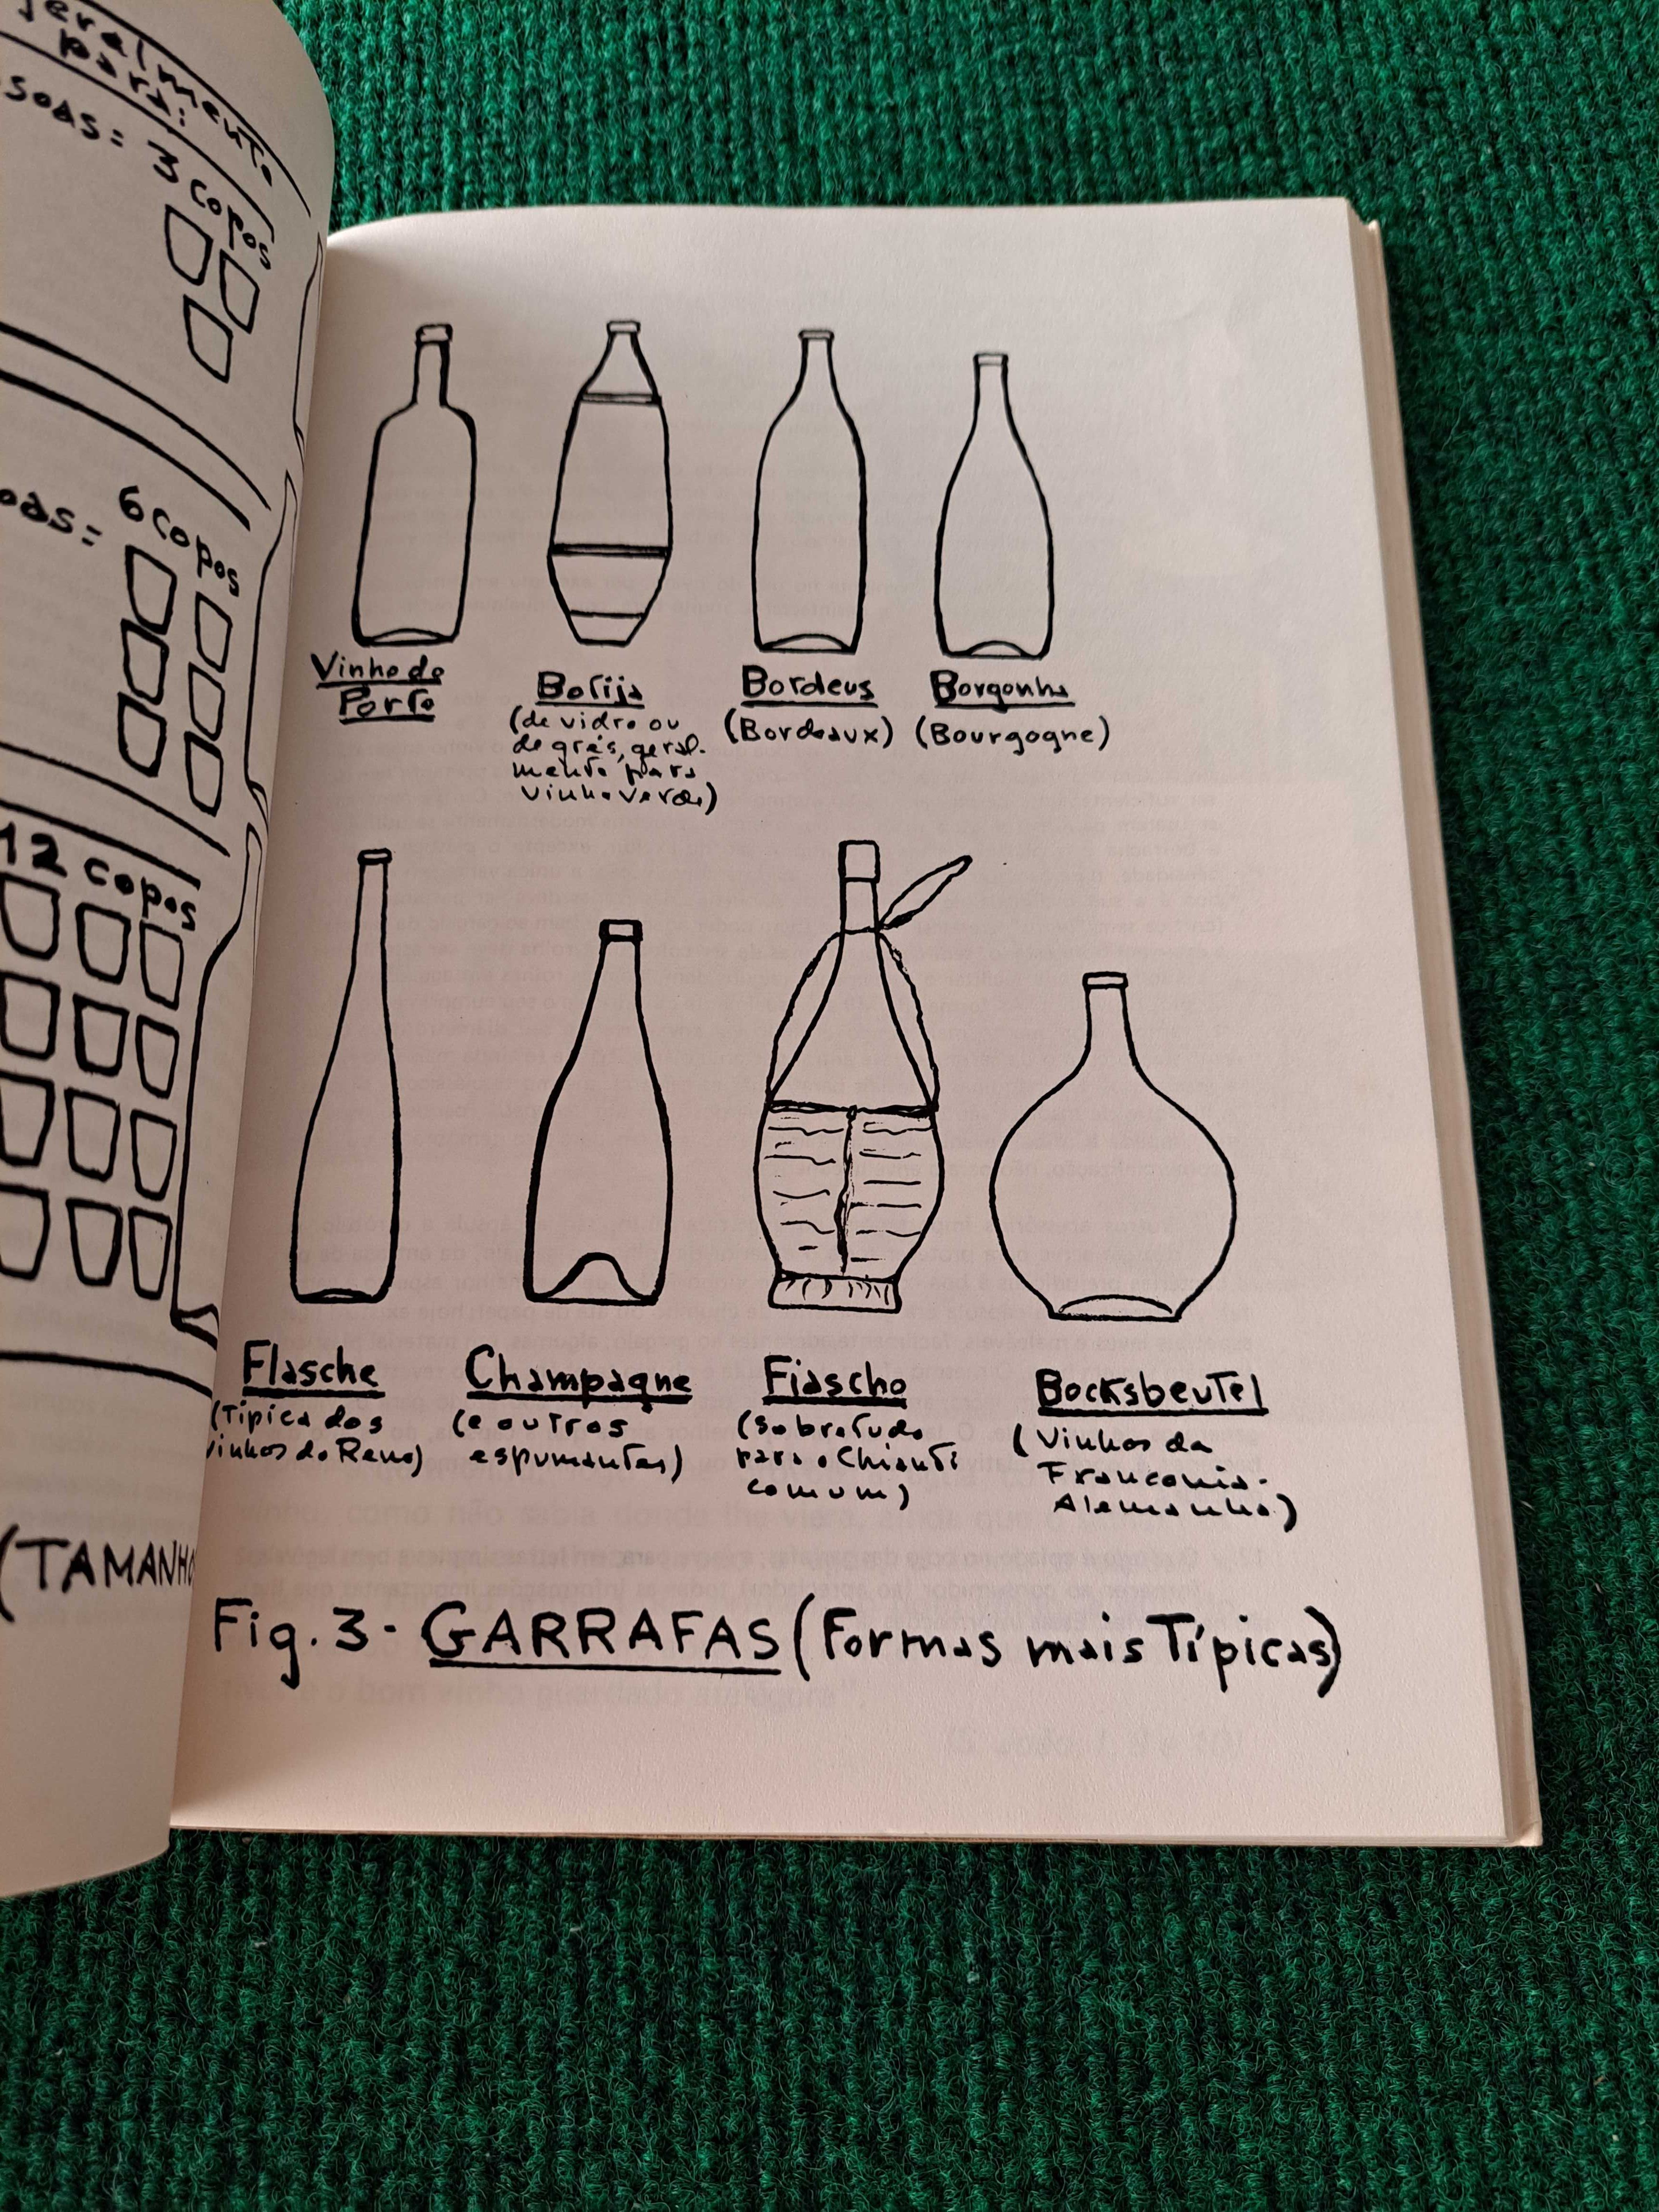 geralmente
para:
soas = 3 copos
oas = 6 copos
12 copos
(TAMANHO
Vinho do
Porto
Botija
(de vidro ou
de grés, geral-
mente para
vinho verde)
Bordeus
(Bordeaux)
Borgonha
(Bourgogne)
Flasche
(Típica dos
vinhos do Reno)
Champagne
(e outros
espumantes)
Fiascho
(sobretudo
para o Chianti
comum)
Bocksbeutel
(Vinhos da
Franconia-
Alemanha)
Fig. 3 - GARRAFAS (Formas mais Típicas)